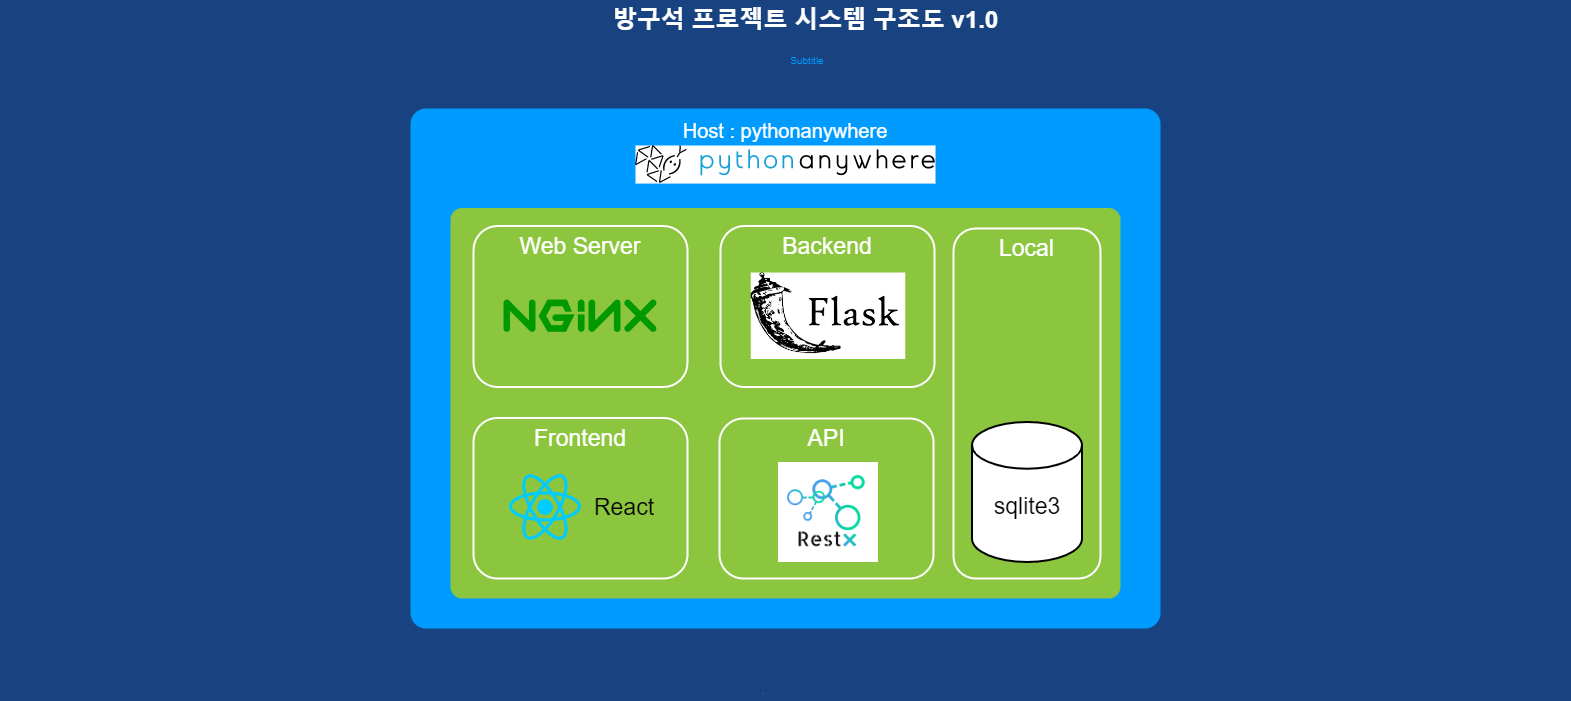 방구석 프로젝트 시스템 구조도 v1.0
Subtitle
Host : pythonanywhere
pythonanywhere
Web Server
NGINX
Backend
Flask
Local
Frontend
React
API
RestX
sqlite3